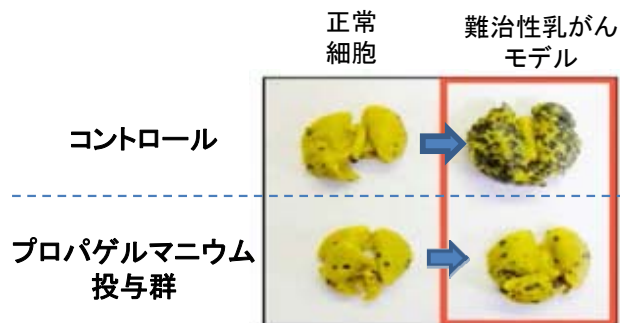 正常
細胞
難治性乳がん
モデル
コントロール
プロパゲルマニウム
投与群